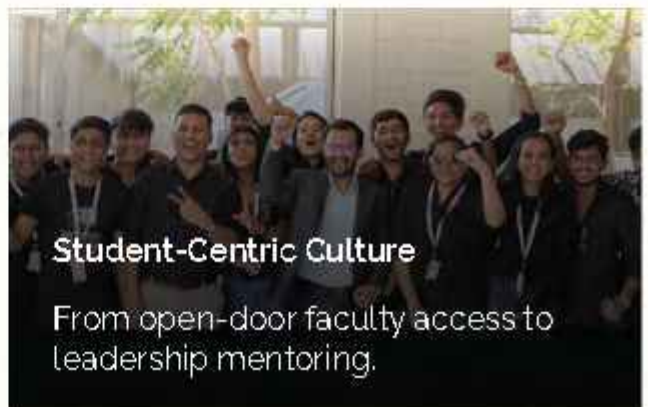 Student-Centric Culture
From open-door faculty access to
leadership mentoring.